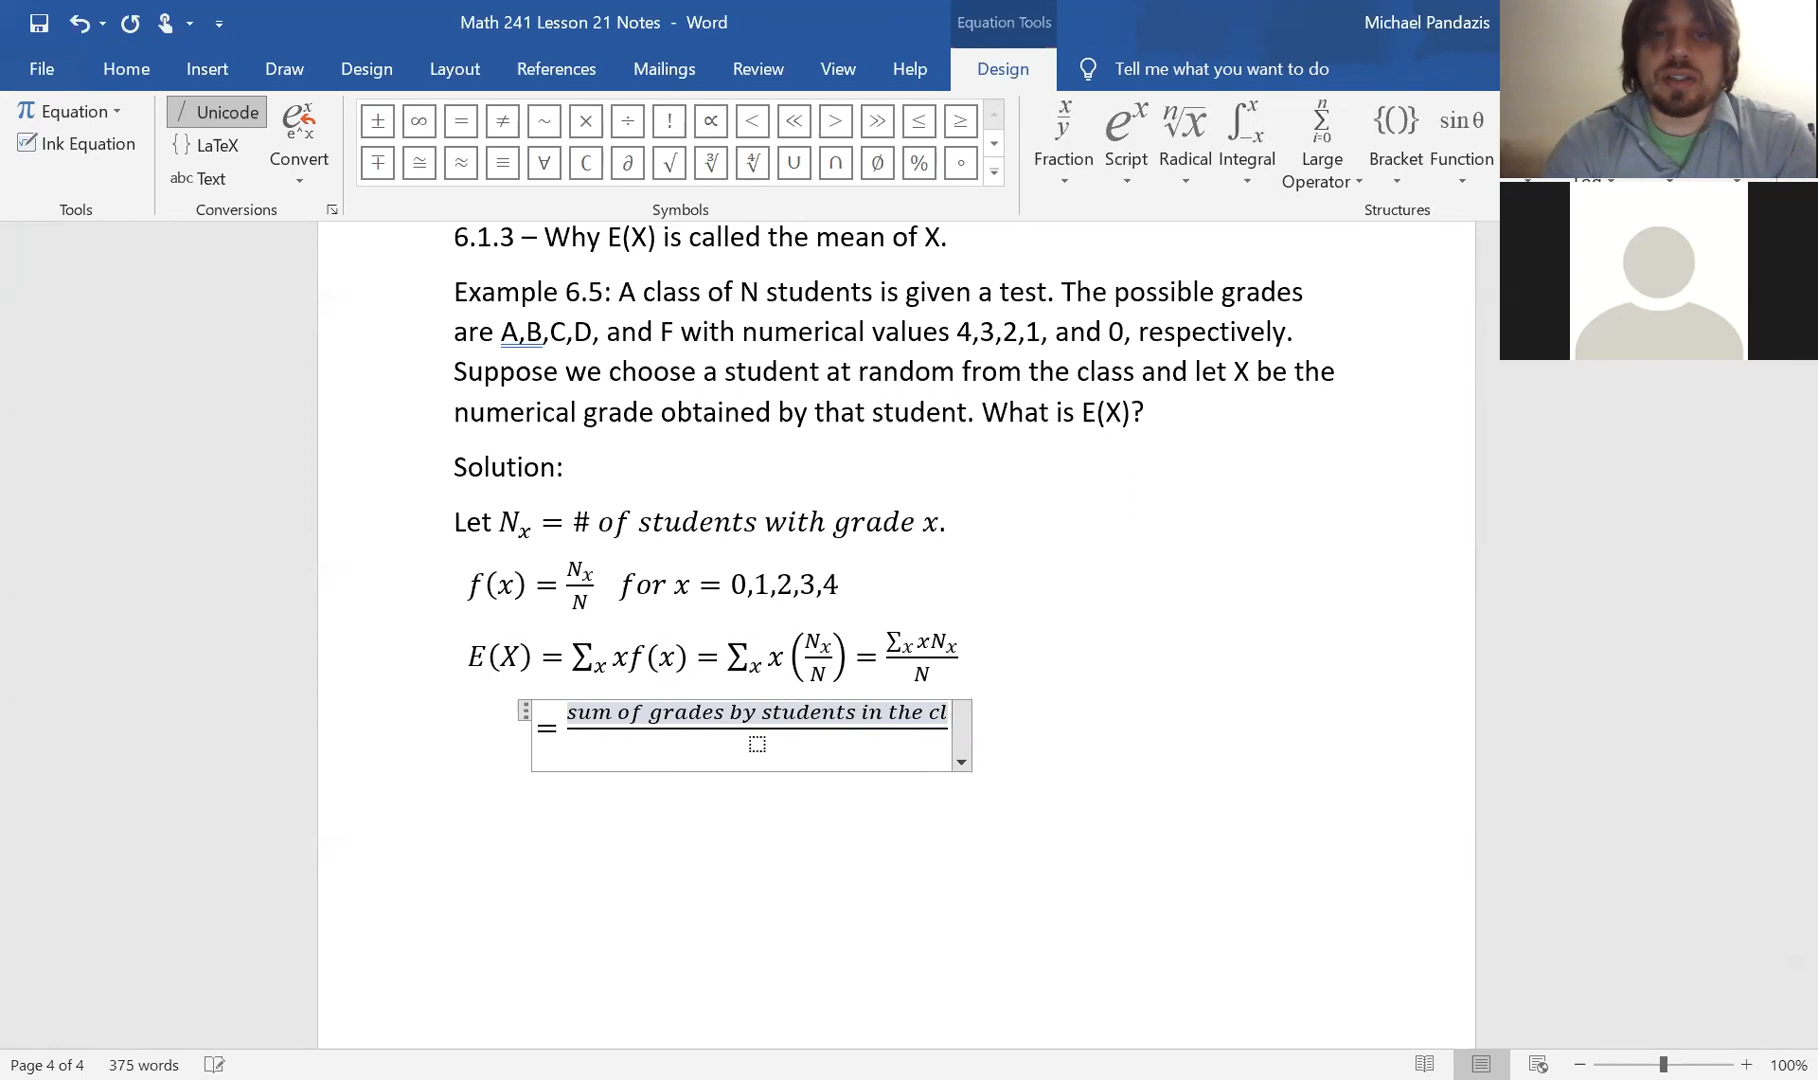 Math 241 Lesson 21 Notes - Word
Equation Tools
Michael Pandazis
File Home Insert Draw Design Layout References Mailings Review View Help Design Tell me what you want to do
π Equation
Ink Equation
Tools
/ Unicode
{} LaTeX
abc Text
eˣ
e^x
Convert
Conversions
± ∞ = ≠ ~ × ÷ ! ∝ < ≪ > ≫ ≤ ≥
∓ ≅ ≈ ≡ ∀ ∁ ∂ √ ∛ ∜ ∪ ∩ ∅ % °
Symbols
x/y Fraction
eˣ Script
ⁿ√x Radical
∫₋ₓˣ Integral
n Σ i=0 Large Operator
{()} Bracket
sinθ Function
Structures
6.1.3 – Why E(X) is called the mean of X.
Example 6.5: A class of N students is given a test. The possible grades
are A,B,C,D, and F with numerical values 4,3,2,1, and 0, respectively.
Suppose we choose a student at random from the class and let X be the
numerical grade obtained by that student. What is E(X)?
Solution:
Let Nₓ = # of students with grade x.
f(x) = Nₓ/N for x = 0,1,2,3,4
E(X) = ∑ₓ xf(x) = ∑ₓ x (Nₓ/N) = ∑ₓ xNₓ/N
= sum of grades by students in the cl
Page 4 of 4 375 words
100%